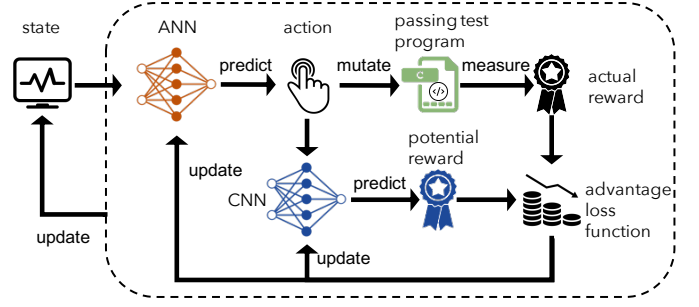 state
ANN
action
passing test
program
predict
mutate
measure
actual
reward
update
potential
reward
CNN
predict
advantage
loss
function
update
update
C
</>